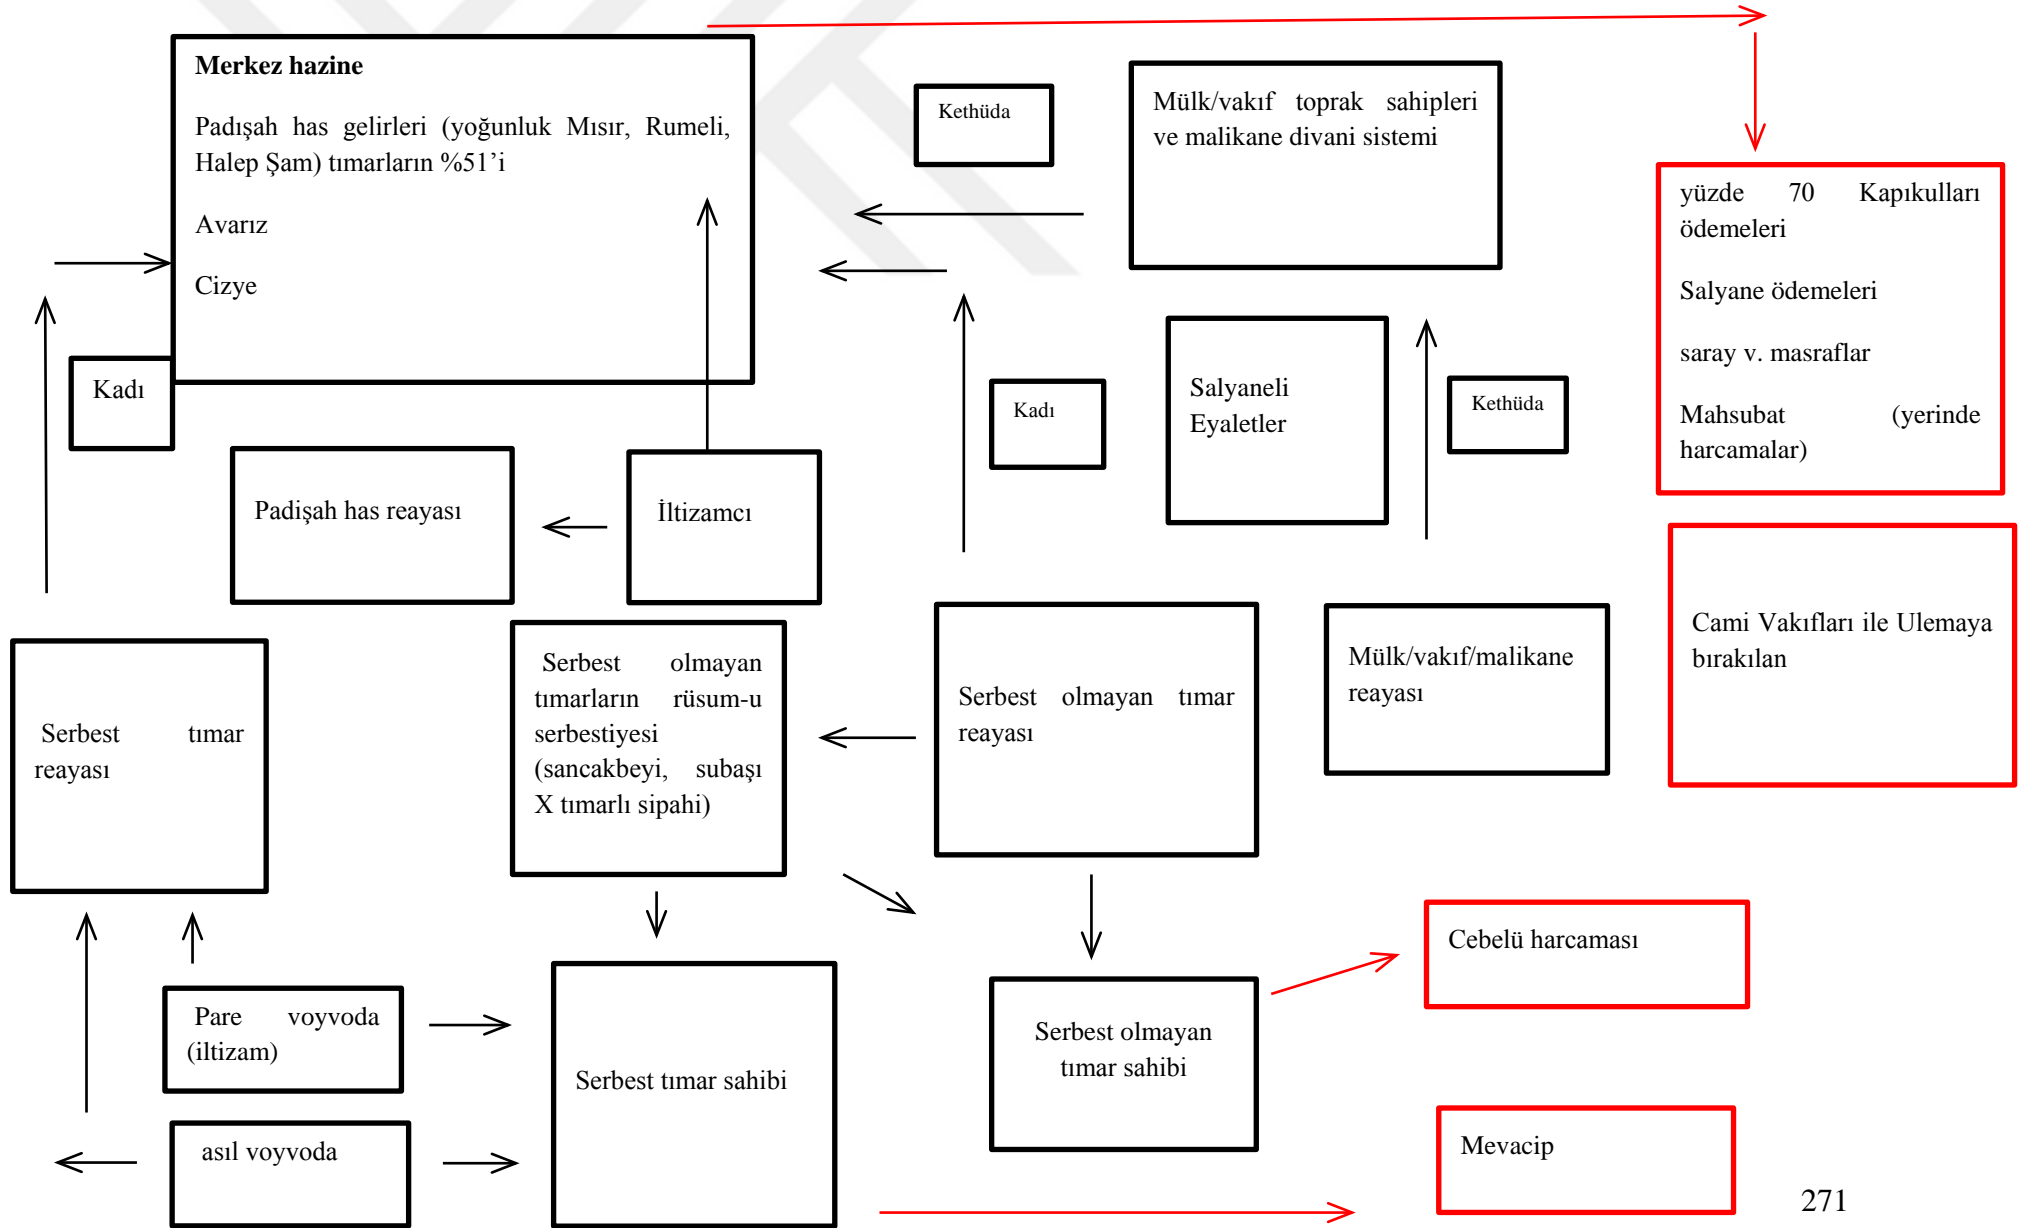 Merkez hazine
Padışah has gelirleri (yoğunluk Mısır, Rumeli,
Halep Şam) tımarların %51’i
Avarız
Cizye
Kethüda
Mülk/vakıf toprak sahipleri
ve malikane divani sistemi
yüzde 70 Kapıkulları
ödemeleri
Salyane ödemeleri
saray v. masraflar
Mahsubat (yerinde
harcamalar)
Kadı
Kadı
Salyaneli
Eyaletler
Kethüda
Padişah has reayası
İltizamcı
Serbest tımar
reayası
Serbest olmayan
tımarların rüsum-u
serbestiyesi
(sancakbeyi, subaşı
X tımarlı sipahi)
Serbest olmayan tımar
reayası
Mülk/vakıf/malikane
reayası
Cami Vakıfları ile Ulemaya
bırakılan
Pare voyvoda
(iltizam)
asıl voyvoda
Serbest tımar sahibi
Serbest olmayan
tımar sahibi
Cebelü harcaması
Mevacip
271